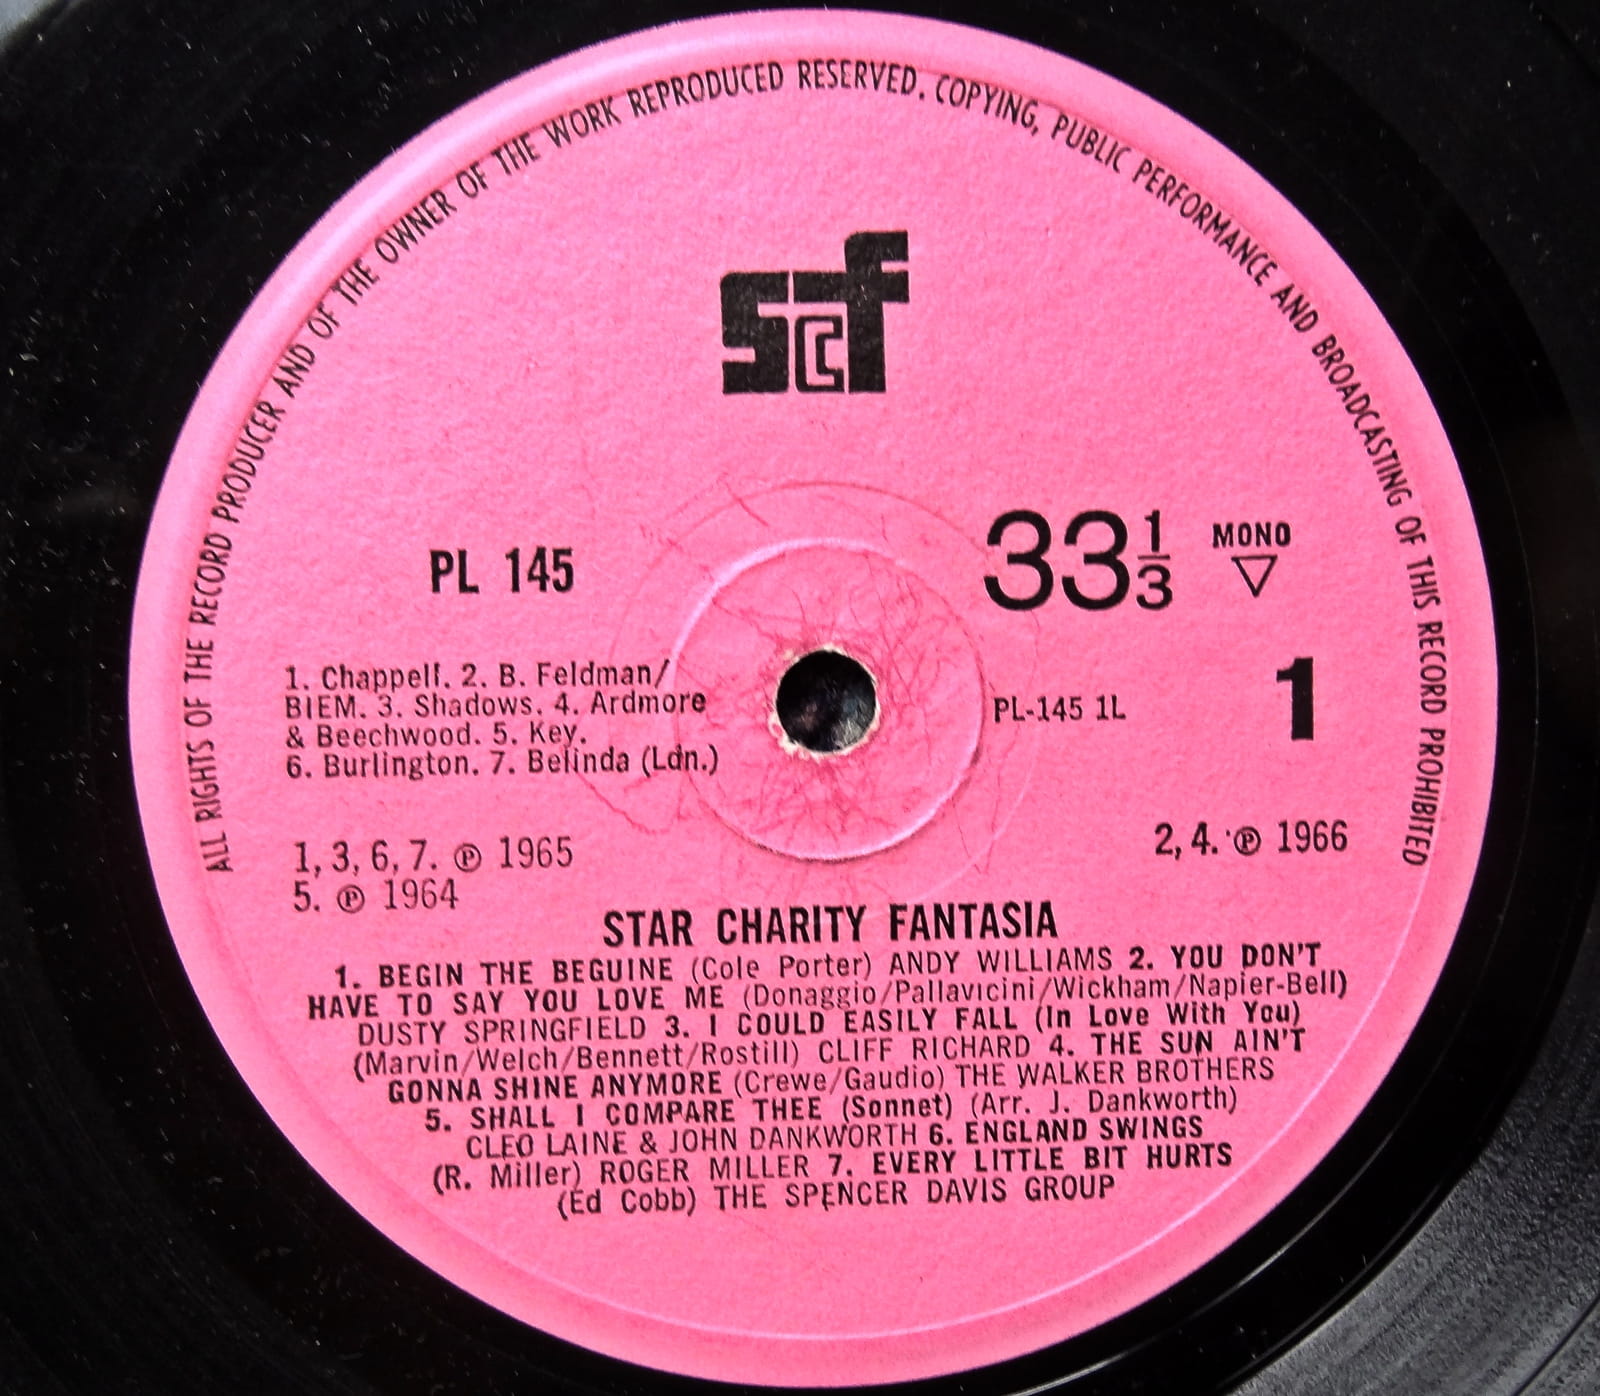 ALL RIGHTS OF THE RECORD PRODUCER AND OF THE OWNER OF THE WORK REPRODUCED RESERVED. COPYING, PUBLIC PERFORMANCE AND BROADCASTING OF THIS RECORD PROHIBITED
scf
PL 145
33⅓ MONO
1. Chappell. 2. B. Feldman/
BIEM. 3. Shadows. 4. Ardmore
& Beechwood. 5. Key.
6. Burlington. 7. Belinda (Ldn.)
PL-145 1L
1
1, 3, 6, 7. ℗ 1965
5. ℗ 1964
2, 4. ℗ 1966
STAR CHARITY FANTASIA
1. BEGIN THE BEGUINE (Cole Porter) ANDY WILLIAMS 2. YOU DON'T
HAVE TO SAY YOU LOVE ME (Donaggio/Pallavicini/Wickham/Napier-Bell)
DUSTY SPRINGFIELD 3. I COULD EASILY FALL (In Love With You)
(Marvin/Welch/Bennett/Rostill) CLIFF RICHARD 4. THE SUN AIN'T
GONNA SHINE ANYMORE (Crewe/Gaudio) THE WALKER BROTHERS
5. SHALL I COMPARE THEE (Sonnet) (Arr. J. Dankworth)
CLEO LAINE & JOHN DANKWORTH 6. ENGLAND SWINGS
(R. Miller) ROGER MILLER 7. EVERY LITTLE BIT HURTS
(Ed Cobb) THE SPENCER DAVIS GROUP